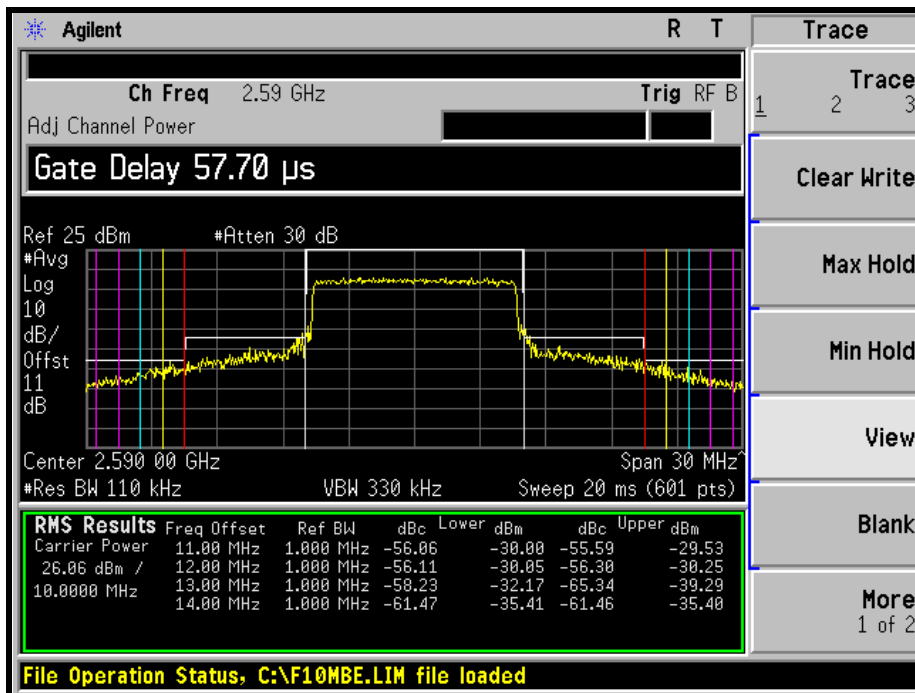 Agilent R T Trace
Ch Freq 2.59 GHz Trig RF B
Adj Channel Power
Gate Delay 57.70 µs
Ref 25 dBm #Atten 30 dB
#Avg
Log
10
dB/
Offst
11
dB
Center 2.590 00 GHz Span 30 MHz^
#Res BW 110 kHz VBW 330 kHz Sweep 20 ms (601 pts)
RMS Results Freq Offset Ref BW dBc Lower dBm dBc Upper dBm
Carrier Power 11.00 MHz 1.000 MHz -56.06 -30.00 -55.59 -29.53
26.06 dBm / 12.00 MHz 1.000 MHz -56.11 -30.05 -56.30 -30.25
10.0000 MHz 13.00 MHz 1.000 MHz -58.23 -32.17 -65.34 -39.29
14.00 MHz 1.000 MHz -61.47 -35.41 -61.46 -35.40
File Operation Status, C:\F10MBE.LIM file loaded
Trace
1 2 3
Clear Write
Max Hold
Min Hold
View
Blank
More
1 of 2